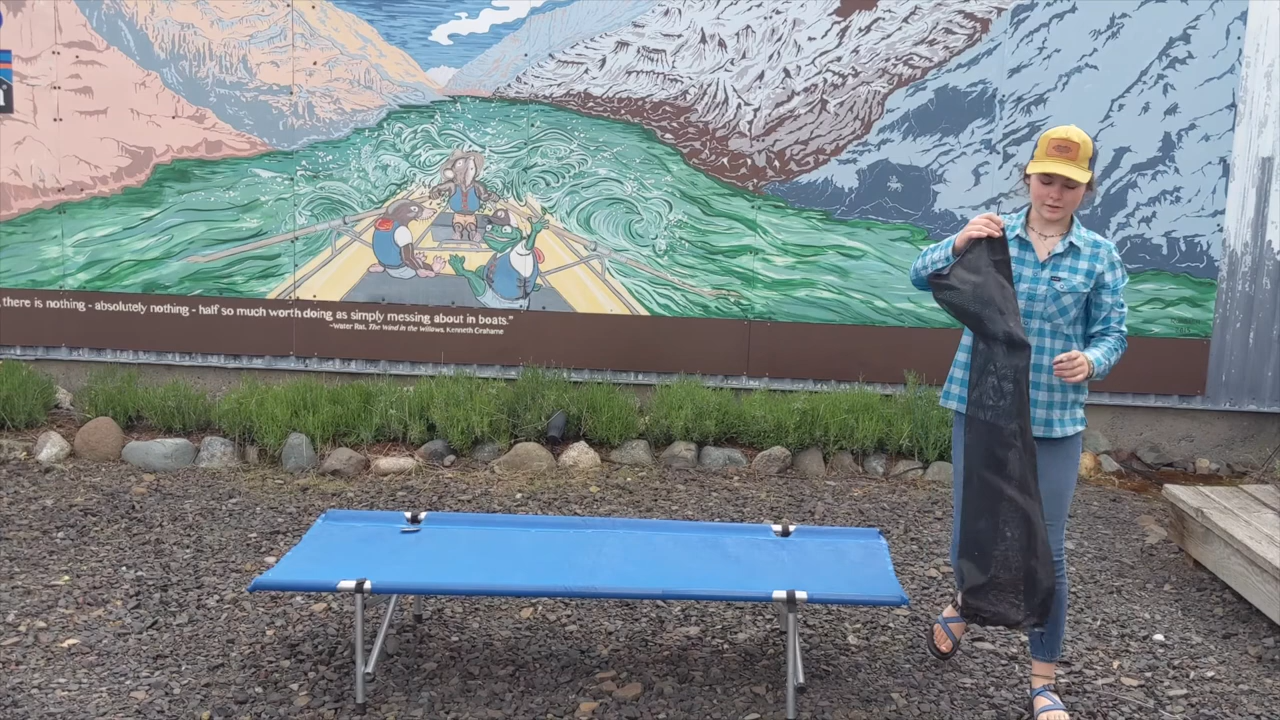 there is nothing - absolutely nothing - half so much worth doing as simply messing about in boats."
~Water Rat, The Wind in the Willows, Kenneth Grahame